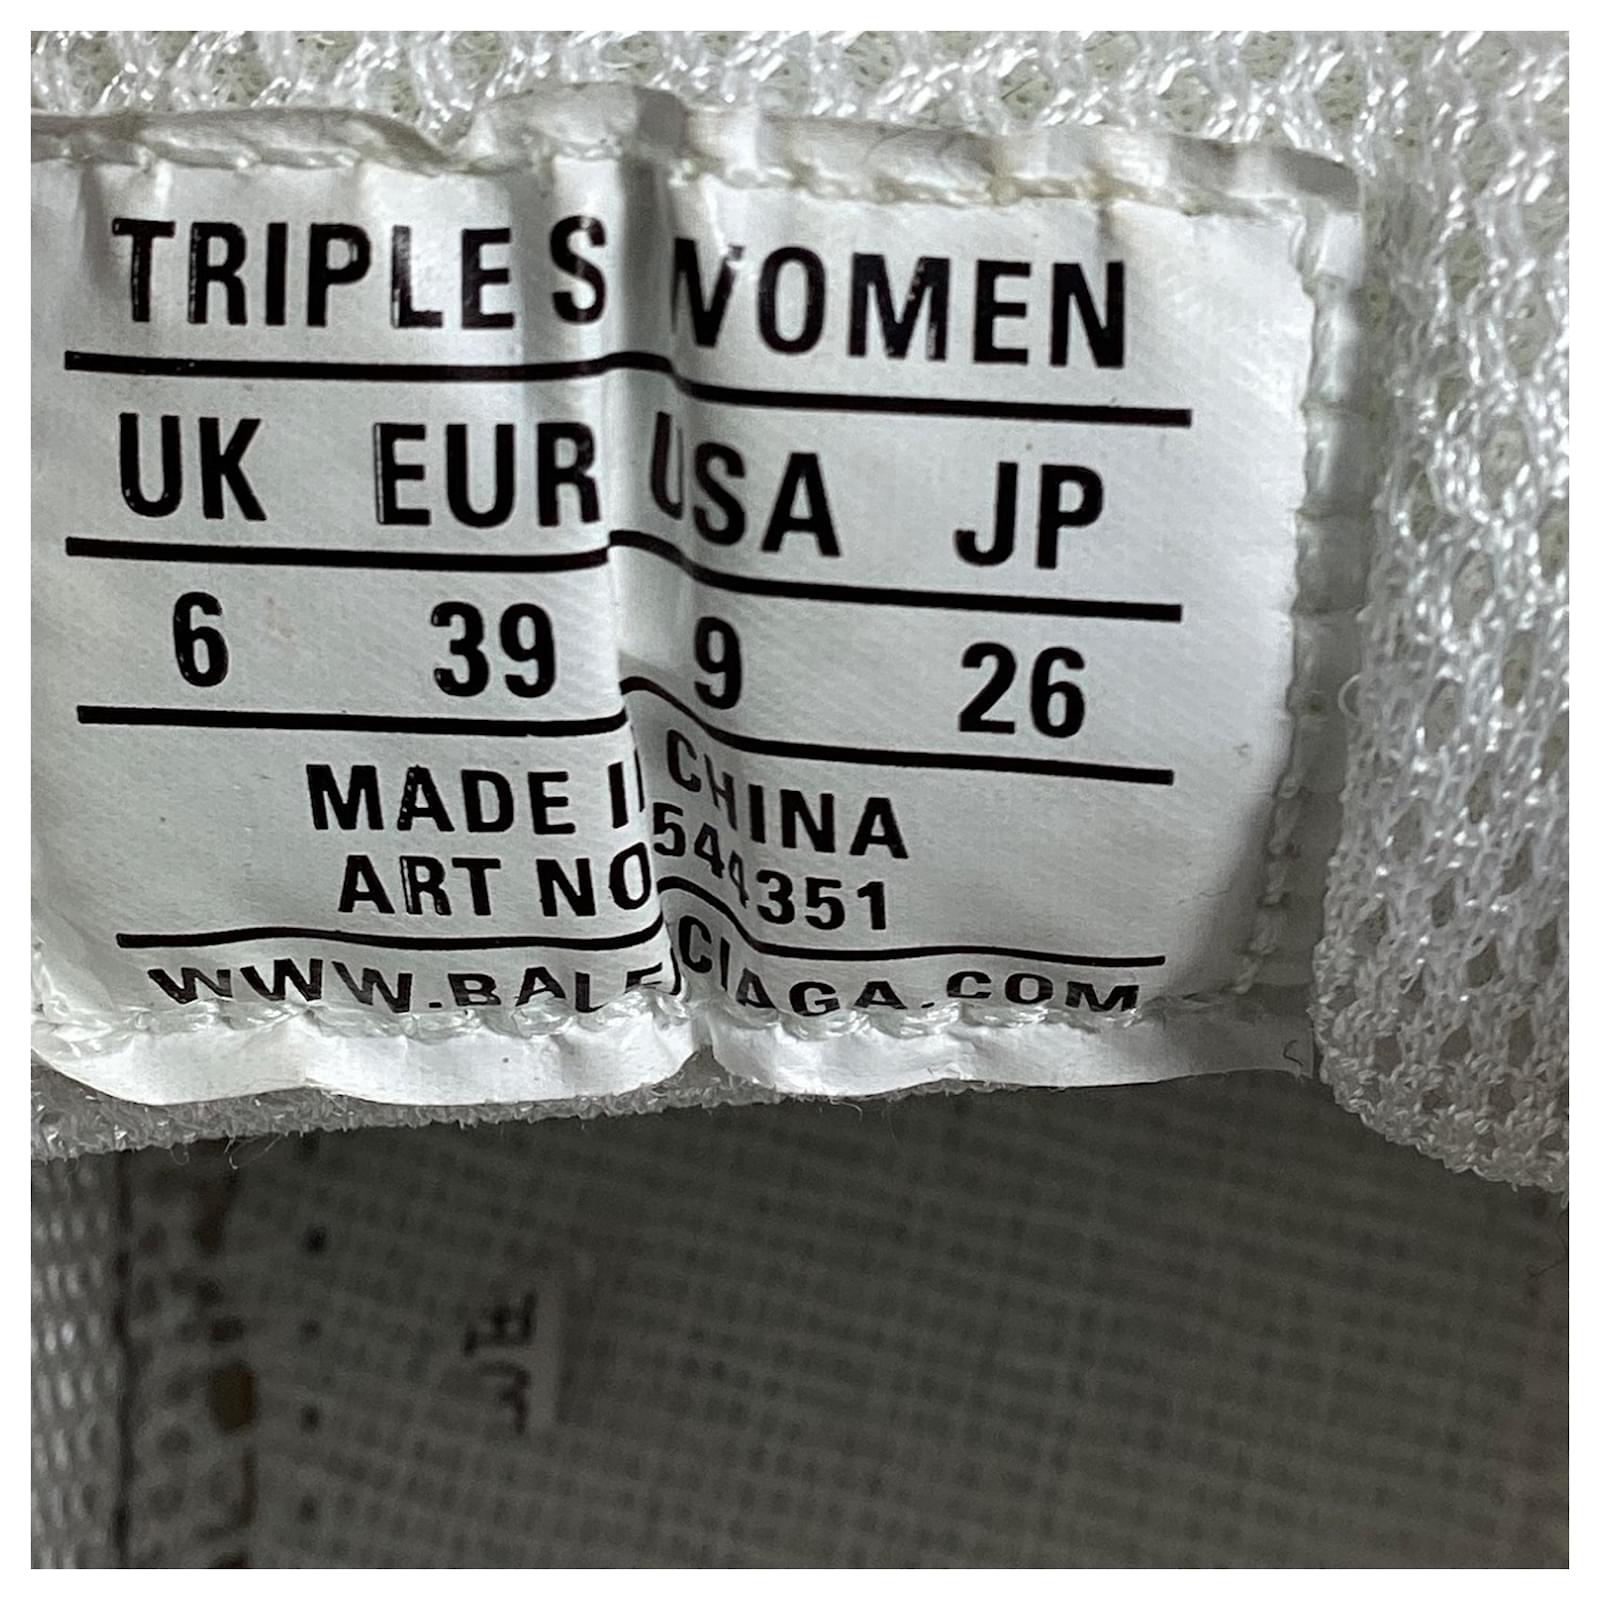 TRIPLE S WOMEN
UK EUR USA JP
6 39 9 26
MADE IN CHINA
ART NO 544351
WWW.BALENCIAGA.COM